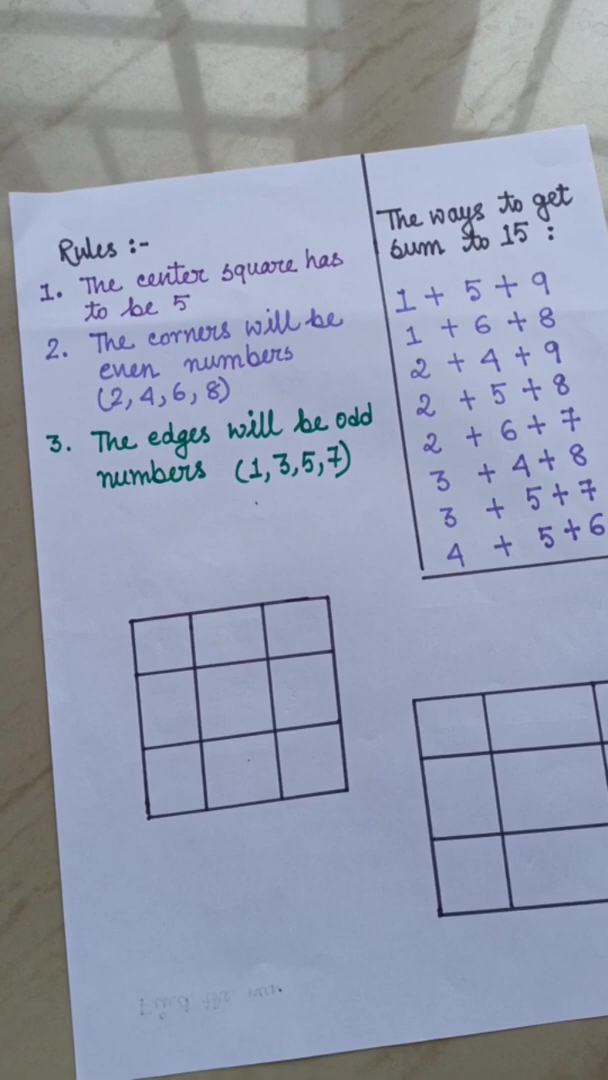 Rules :-
1. The center square has
to be 5
2. The corners will be
even numbers
(2, 4, 6, 8)
3. The edges will be odd
numbers (1,3,5,7)
The ways to get
sum to 15 :
1 + 5 + 9
1 + 6 + 8
2 + 4 + 9
2 + 5 + 8
2 + 6 + 7
3 + 4 + 8
3 + 5 + 7
4 + 5 + 6